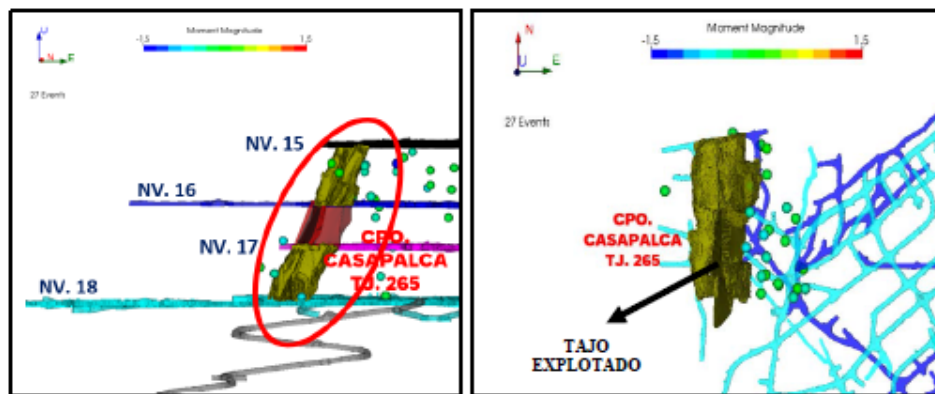 U
N
E
Moment Magnitude
-1.5
1.5
27 Events
NV. 15
NV. 16
NV. 17
CPO.
CASAPALCA
TJ. 265
NV. 18
N
U
E
Moment Magnitude
-1.5
1.5
27 Events
CPO.
CASAPALCA
TJ. 265
TAJO
EXPLOTADO